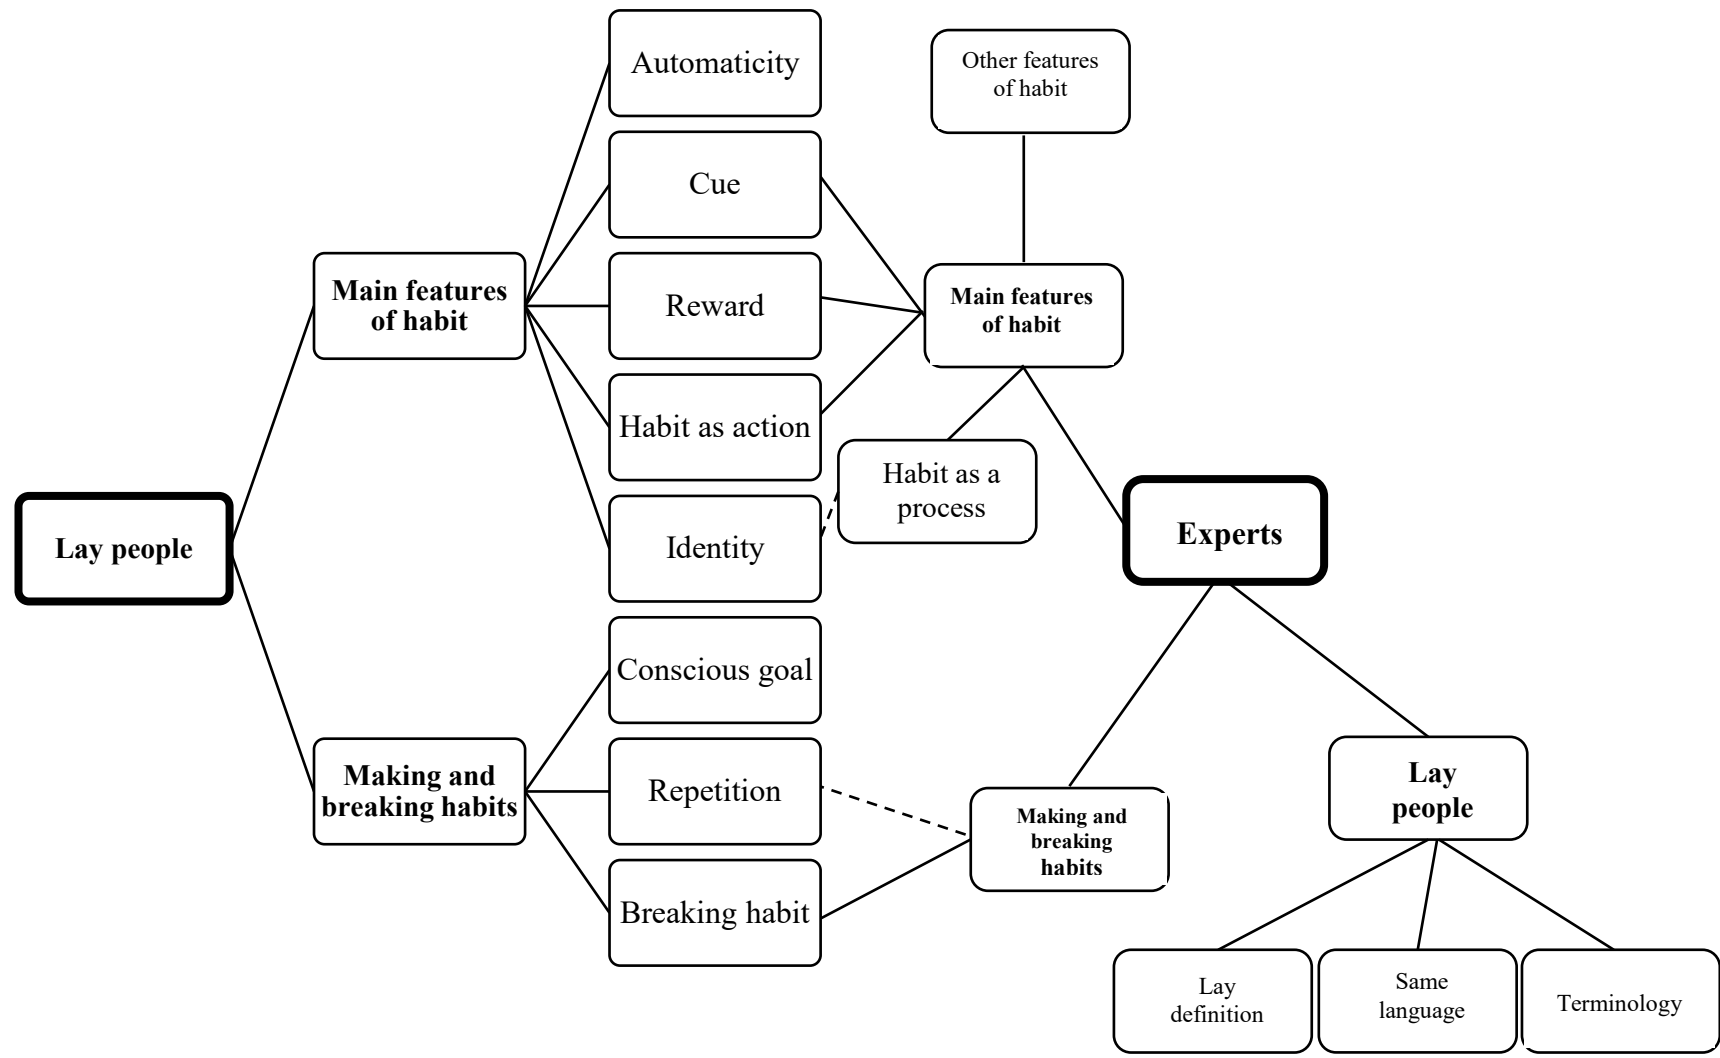 Automaticity
Other features
of habit
Cue
Main features
of habit
Reward
Main features
of habit
Habit as action
Habit as a
process
Lay people
Identity
Experts
Conscious goal
Making and
breaking habits
Repetition
Making and
breaking
habits
Lay
people
Breaking habit
Lay
definition
Same
language
Terminology